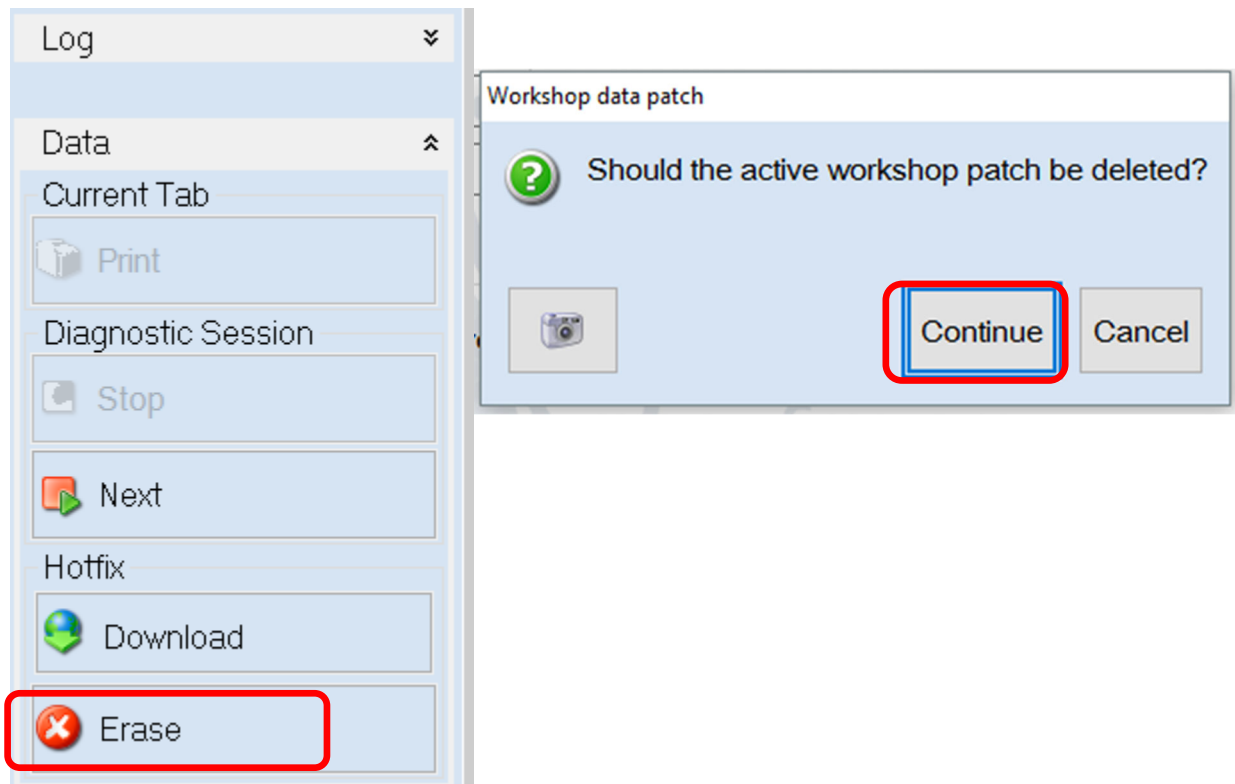 Log
Data
Current Tab
Print
Diagnostic Session
Stop
Next
Hotfix
Download
Erase
Workshop data patch
Should the active workshop patch be deleted?
Continue
Cancel